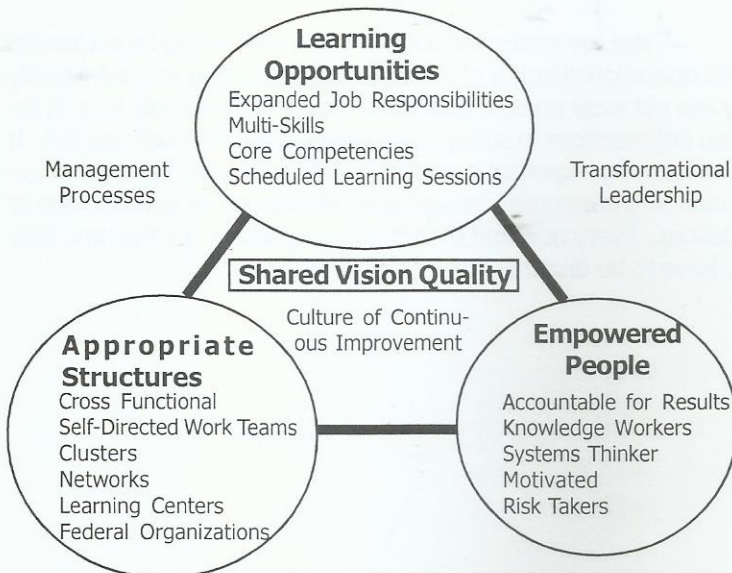 Learning
Opportunities
Expanded Job Responsibilities
Multi-Skills
Core Competencies
Scheduled Learning Sessions
Management
Processes
Transformational
Leadership
Shared Vision Quality
Culture of Continu-
ous Improvement
Appropriate
Structures
Cross Functional
Self-Directed Work Teams
Clusters
Networks
Learning Centers
Federal Organizations
Empowered
People
Accountable for Results
Knowledge Workers
Systems Thinker
Motivated
Risk Takers